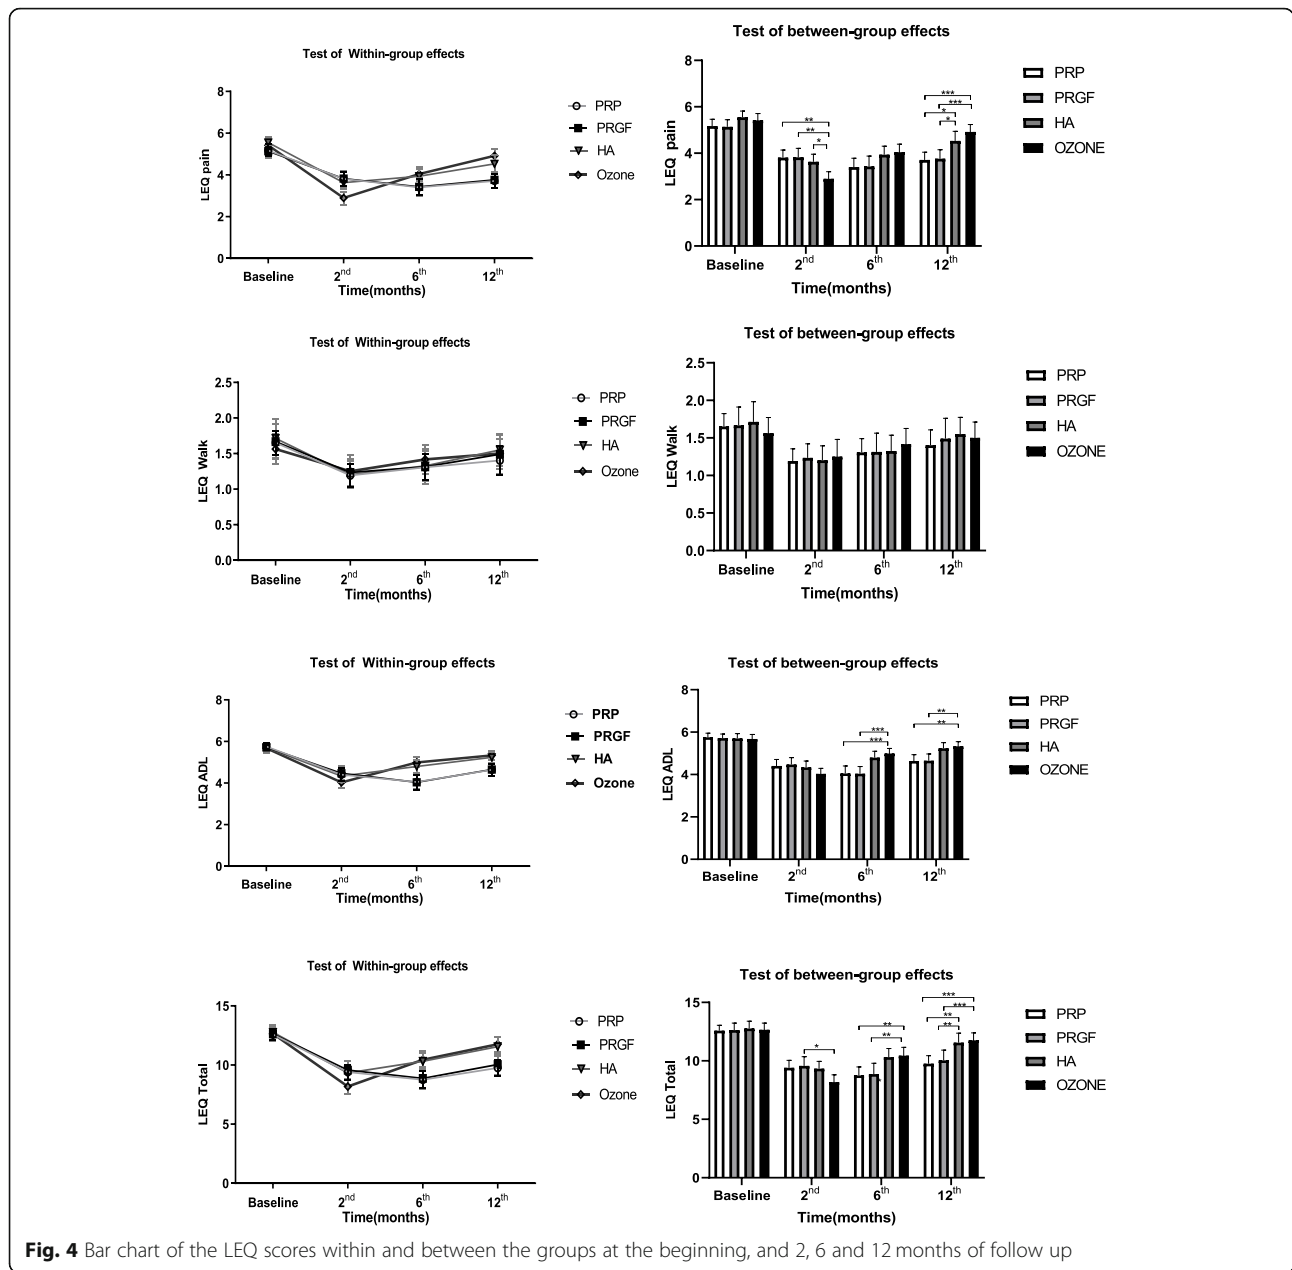 Test of Within-group effects
8
6
4
2
0
LEQ pain
Baseline
2nd
6th
12th
Time(months)
PRP
PRGF
HA
Ozone
Test of between-group effects
8
6
4
2
0
LEQ pain
**
**
*
***
***
*
*
Baseline
2nd
6th
12th
Time(months)
PRP
PRGF
HA
OZONE
Test of Within-group effects
2.5
2.0
1.5
1.0
0.5
0.0
LEQ Walk
Baseline
2nd
6th
12th
Time(months)
PRP
PRGF
HA
Ozone
Test of between-group effects
2.5
2.0
1.5
1.0
0.5
0.0
LEQ Walk
Baseline
2nd
6th
12th
Time(months)
PRP
PRGF
HA
OZONE
Test of Within-group effects
8
6
4
2
0
LEQ ADL
Baseline
2nd
6th
12th
Time(months)
PRP
PRGF
HA
Ozone
Test of between-group effects
8
6
4
2
0
LEQ ADL
***
***
**
**
Baseline
2nd
6th
12th
Time(months)
PRP
PRGF
HA
OZONE
Test of Within-group effects
15
10
5
0
LEQ Total
Baseline
2nd
6th
12th
Time(months)
PRP
PRGF
HA
Ozone
Test of between-group effects
15
10
5
0
LEQ Total
*
**
**
***
***
**
**
Baseline
2nd
6th
12th
Time(months)
PRP
PRGF
HA
OZONE
Fig. 4 Bar chart of the LEQ scores within and between the groups at the beginning, and 2, 6 and 12 months of follow up